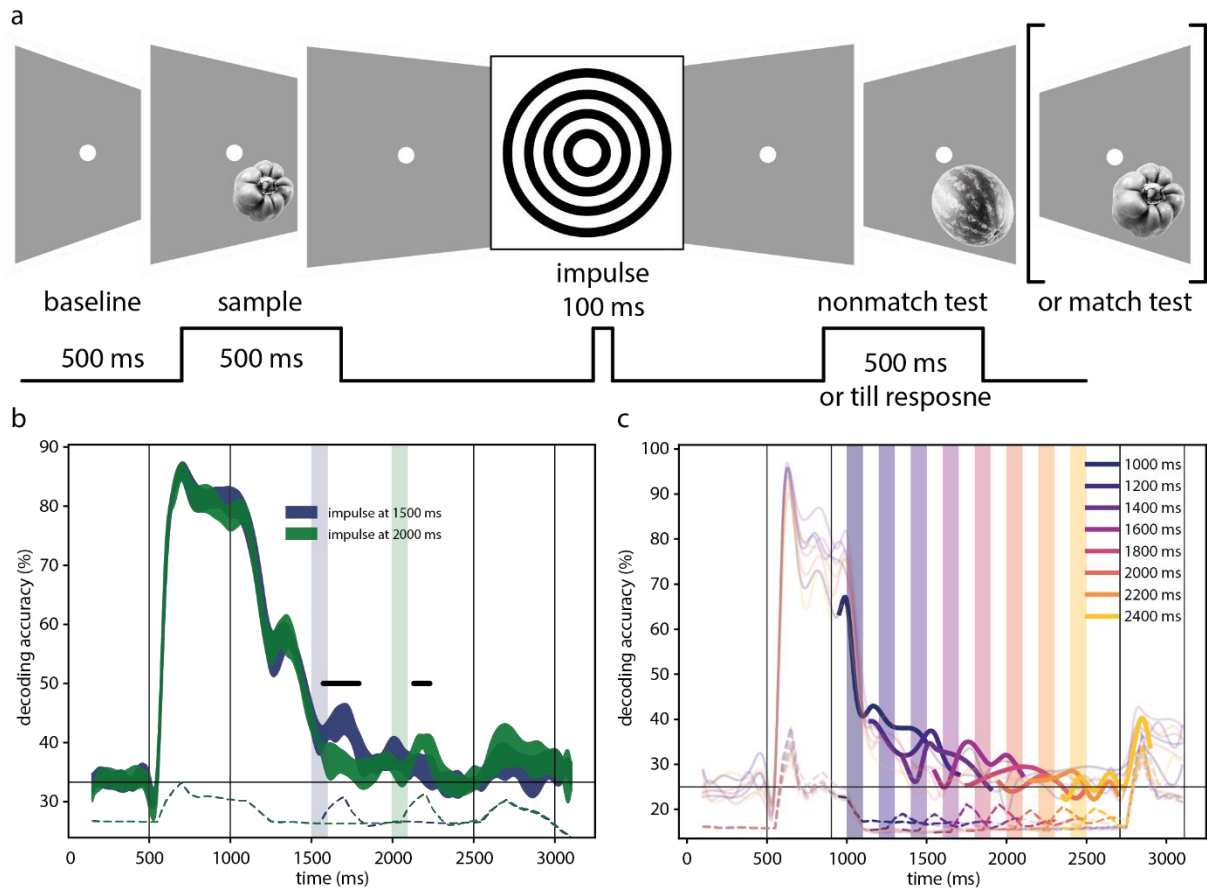 a
baseline
500 ms
sample
500 ms
impulse
100 ms
nonmatch test
500 ms
or till resposne
or match test
b
decoding accuracy (%)
90
80
70
60
50
40
30
impulse at 1500 ms
impulse at 2000 ms
0
500
1000
1500
2000
2500
3000
time (ms)
c
decoding accuracy (%)
100
90
80
70
63
50
40
30
20
1000 ms
1200 ms
1400 ms
1600 ms
1800 ms
2000 ms
2200 ms
2400 ms
0
500
1000
1500
2000
2500
3000
time (ms)